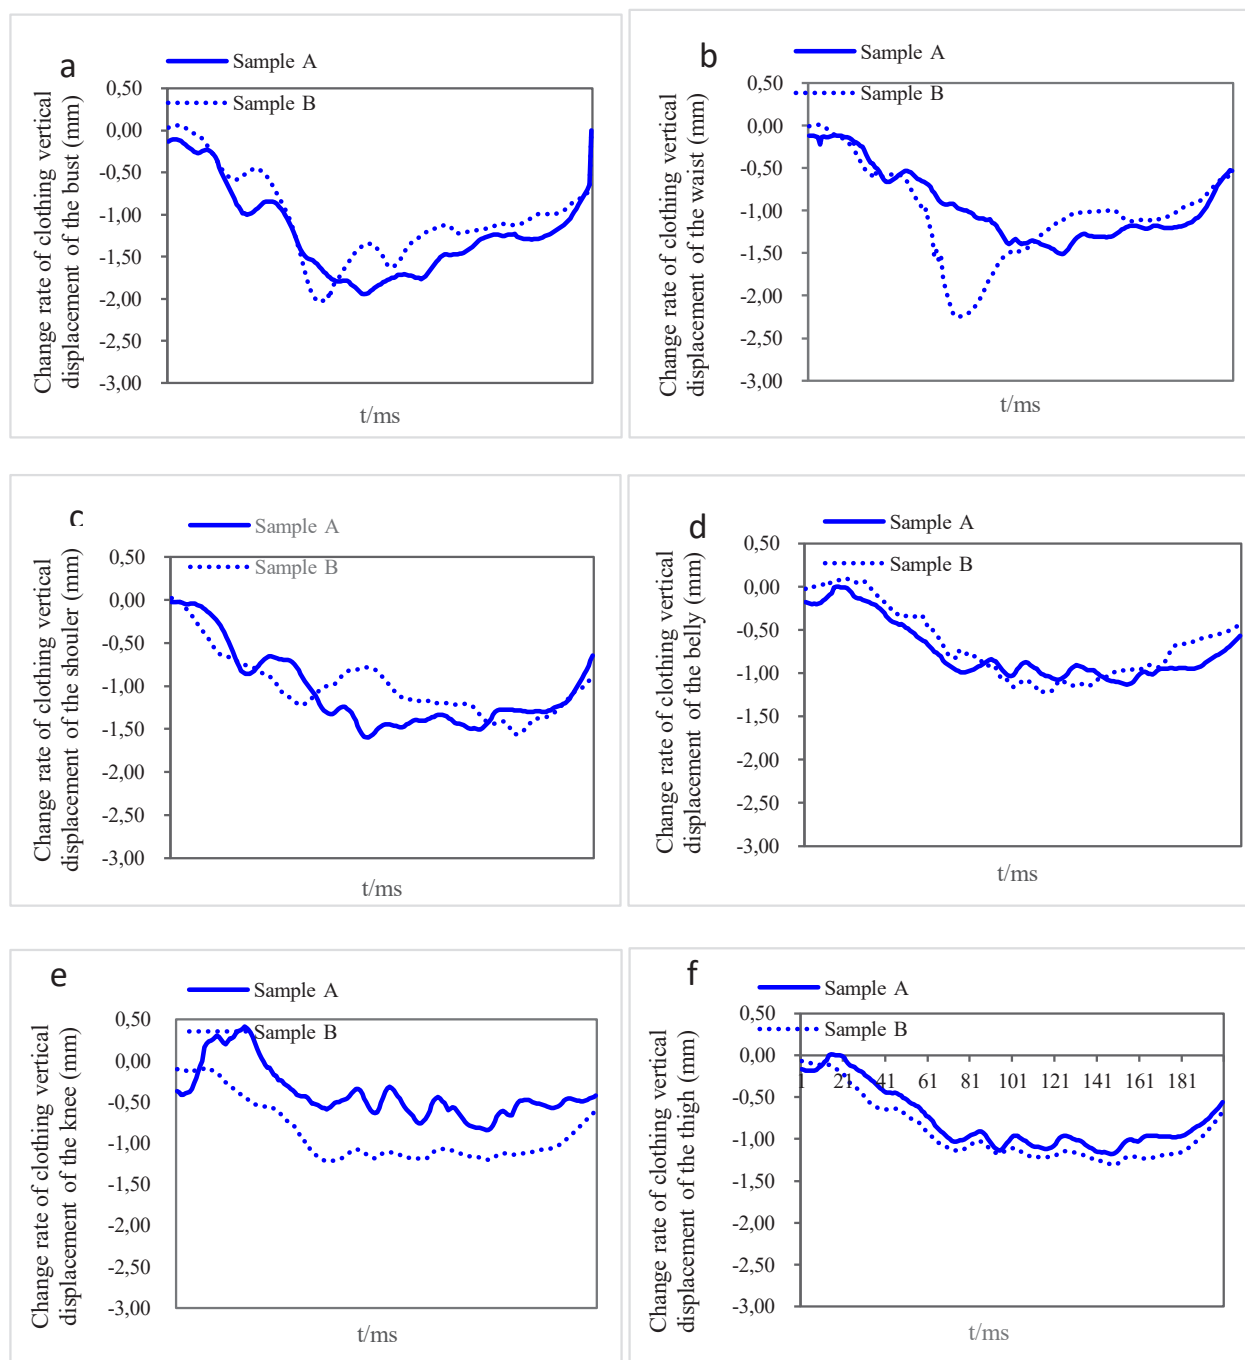 a
Sample A
Sample B
0,50
0,00
-0,50
-1,00
-1,50
-2,00
-2,50
-3,00
Change rate of clothing vertical
displacement of the bust (mm)
t/ms
b
Sample A
Sample B
0,50
0,00
-0,50
-1,00
-1,50
-2,00
-2,50
-3,00
Change rate of clothing vertical
displacement of the waist (mm)
t/ms
c
Sample A
Sample B
0,50
0,00
-0,50
-1,00
-1,50
-2,00
-2,50
-3,00
Change rate of clothing vertical
displacement of the shouler (mm)
t/ms
d
Sample A
Sample B
0,50
0,00
-0,50
-1,00
-1,50
-2,00
-2,50
-3,00
Change rate of clothing vertical
displacement of the belly (mm)
t/ms
e
Sample A
Sample B
0,50
0,00
-0,50
-1,00
-1,50
-2,00
-2,50
-3,00
Change rate of clothing vertical
displacement of the knee (mm)
t/ms
f
Sample A
Sample B
0,50
0,00
-0,50
-1,00
-1,50
-2,00
-2,50
-3,00
1 21 41 61 81 101 121 141 161 181
Change rate of clothing vertical
displacement of the thigh (mm)
t/ms